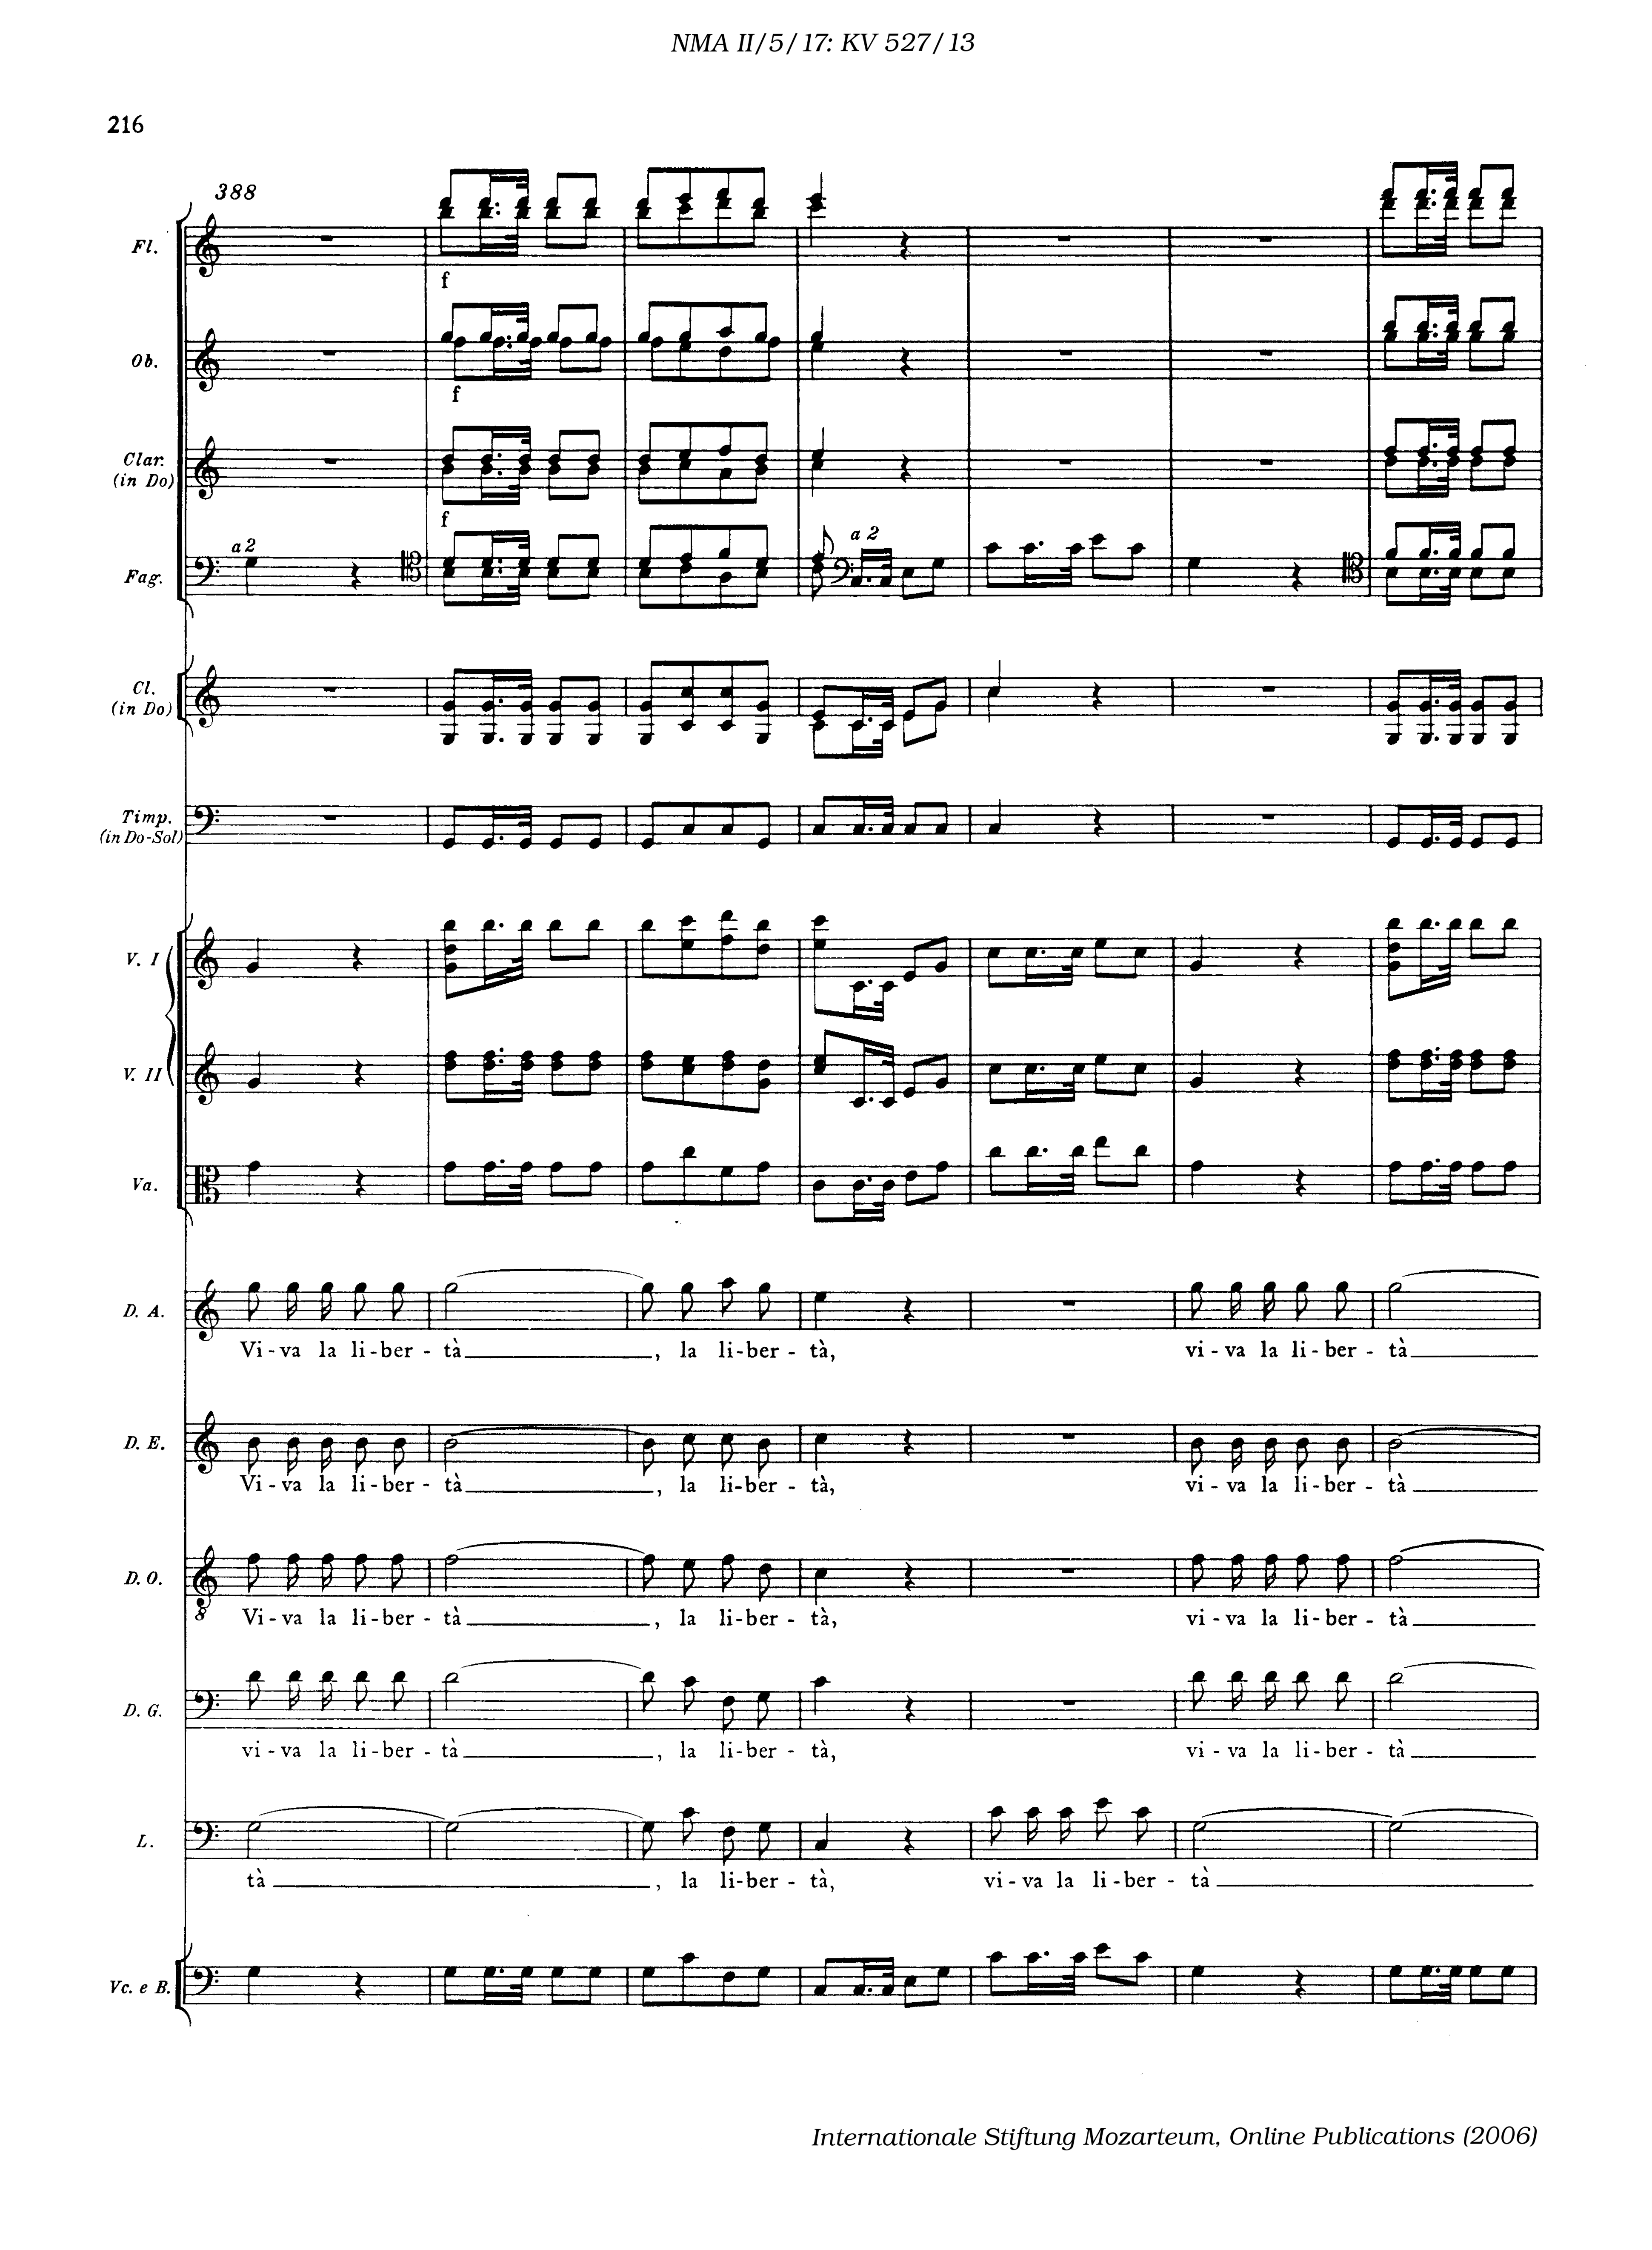 NMA II/5/17: KV 527/13
216
388
Fl.
f
Ob.
f
Clar.
(in Do)
f
a 2
a 2
Fag.
Cl.
(in Do)
Timp.
(in Do-Sol)
V. I
V. II
Va.
D. A.
Vi - va la li - ber - tà, la li - ber - tà, vi - va la li - ber - tà
D. E.
Vi - va la li - ber - tà, la li - ber - tà, vi - va la li - ber - tà
D. O.
8
Vi - va la li - ber - tà, la li - ber - tà, vi - va la li - ber - tà
D. G.
vi - va la li - ber - tà, la li - ber - tà, vi - va la li - ber - tà
L.
tà, la li - ber - tà, vi - va la li - ber - tà
Vc. e B.
Internationale Stiftung Mozarteum, Online Publications (2006)